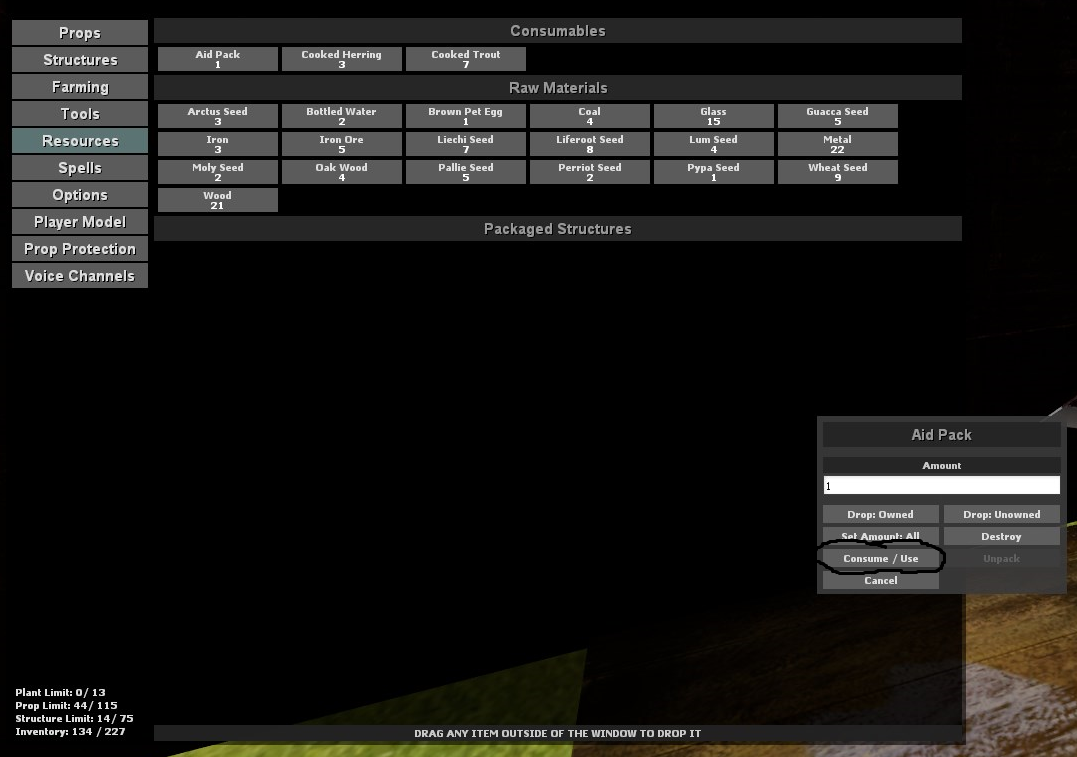 Props
Structures
Farming
Tools
Resources
Spells
Options
Player Model
Prop Protection
Voice Channels
Consumables
Aid Pack Cooked Herring Cooked Trout
1 3 7
Raw Materials
Arctus Seed Bottled Water Brown Pet Egg Coal Glass Guacca Seed
3 2 1 4 15 5
Iron Iron Ore Liechi Seed Liferoot Seed Lum Seed Metal
3 5 7 8 4 22
Moly Seed Oak Wood Pallie Seed Perriot Seed Pypa Seed Wheat Seed
2 4 5 2 1 9
Wood
21
Packaged Structures
Aid Pack
Amount
1
Drop: Owned Drop: Unowned
Set Amount: All Destroy
Consume / Use Unpack
Cancel
Plant Limit: 0/ 13
Prop Limit: 44/ 115
Structure Limit: 14/ 75
Inventory: 134 / 227
DRAG ANY ITEM OUTSIDE OF THE WINDOW TO DROP IT